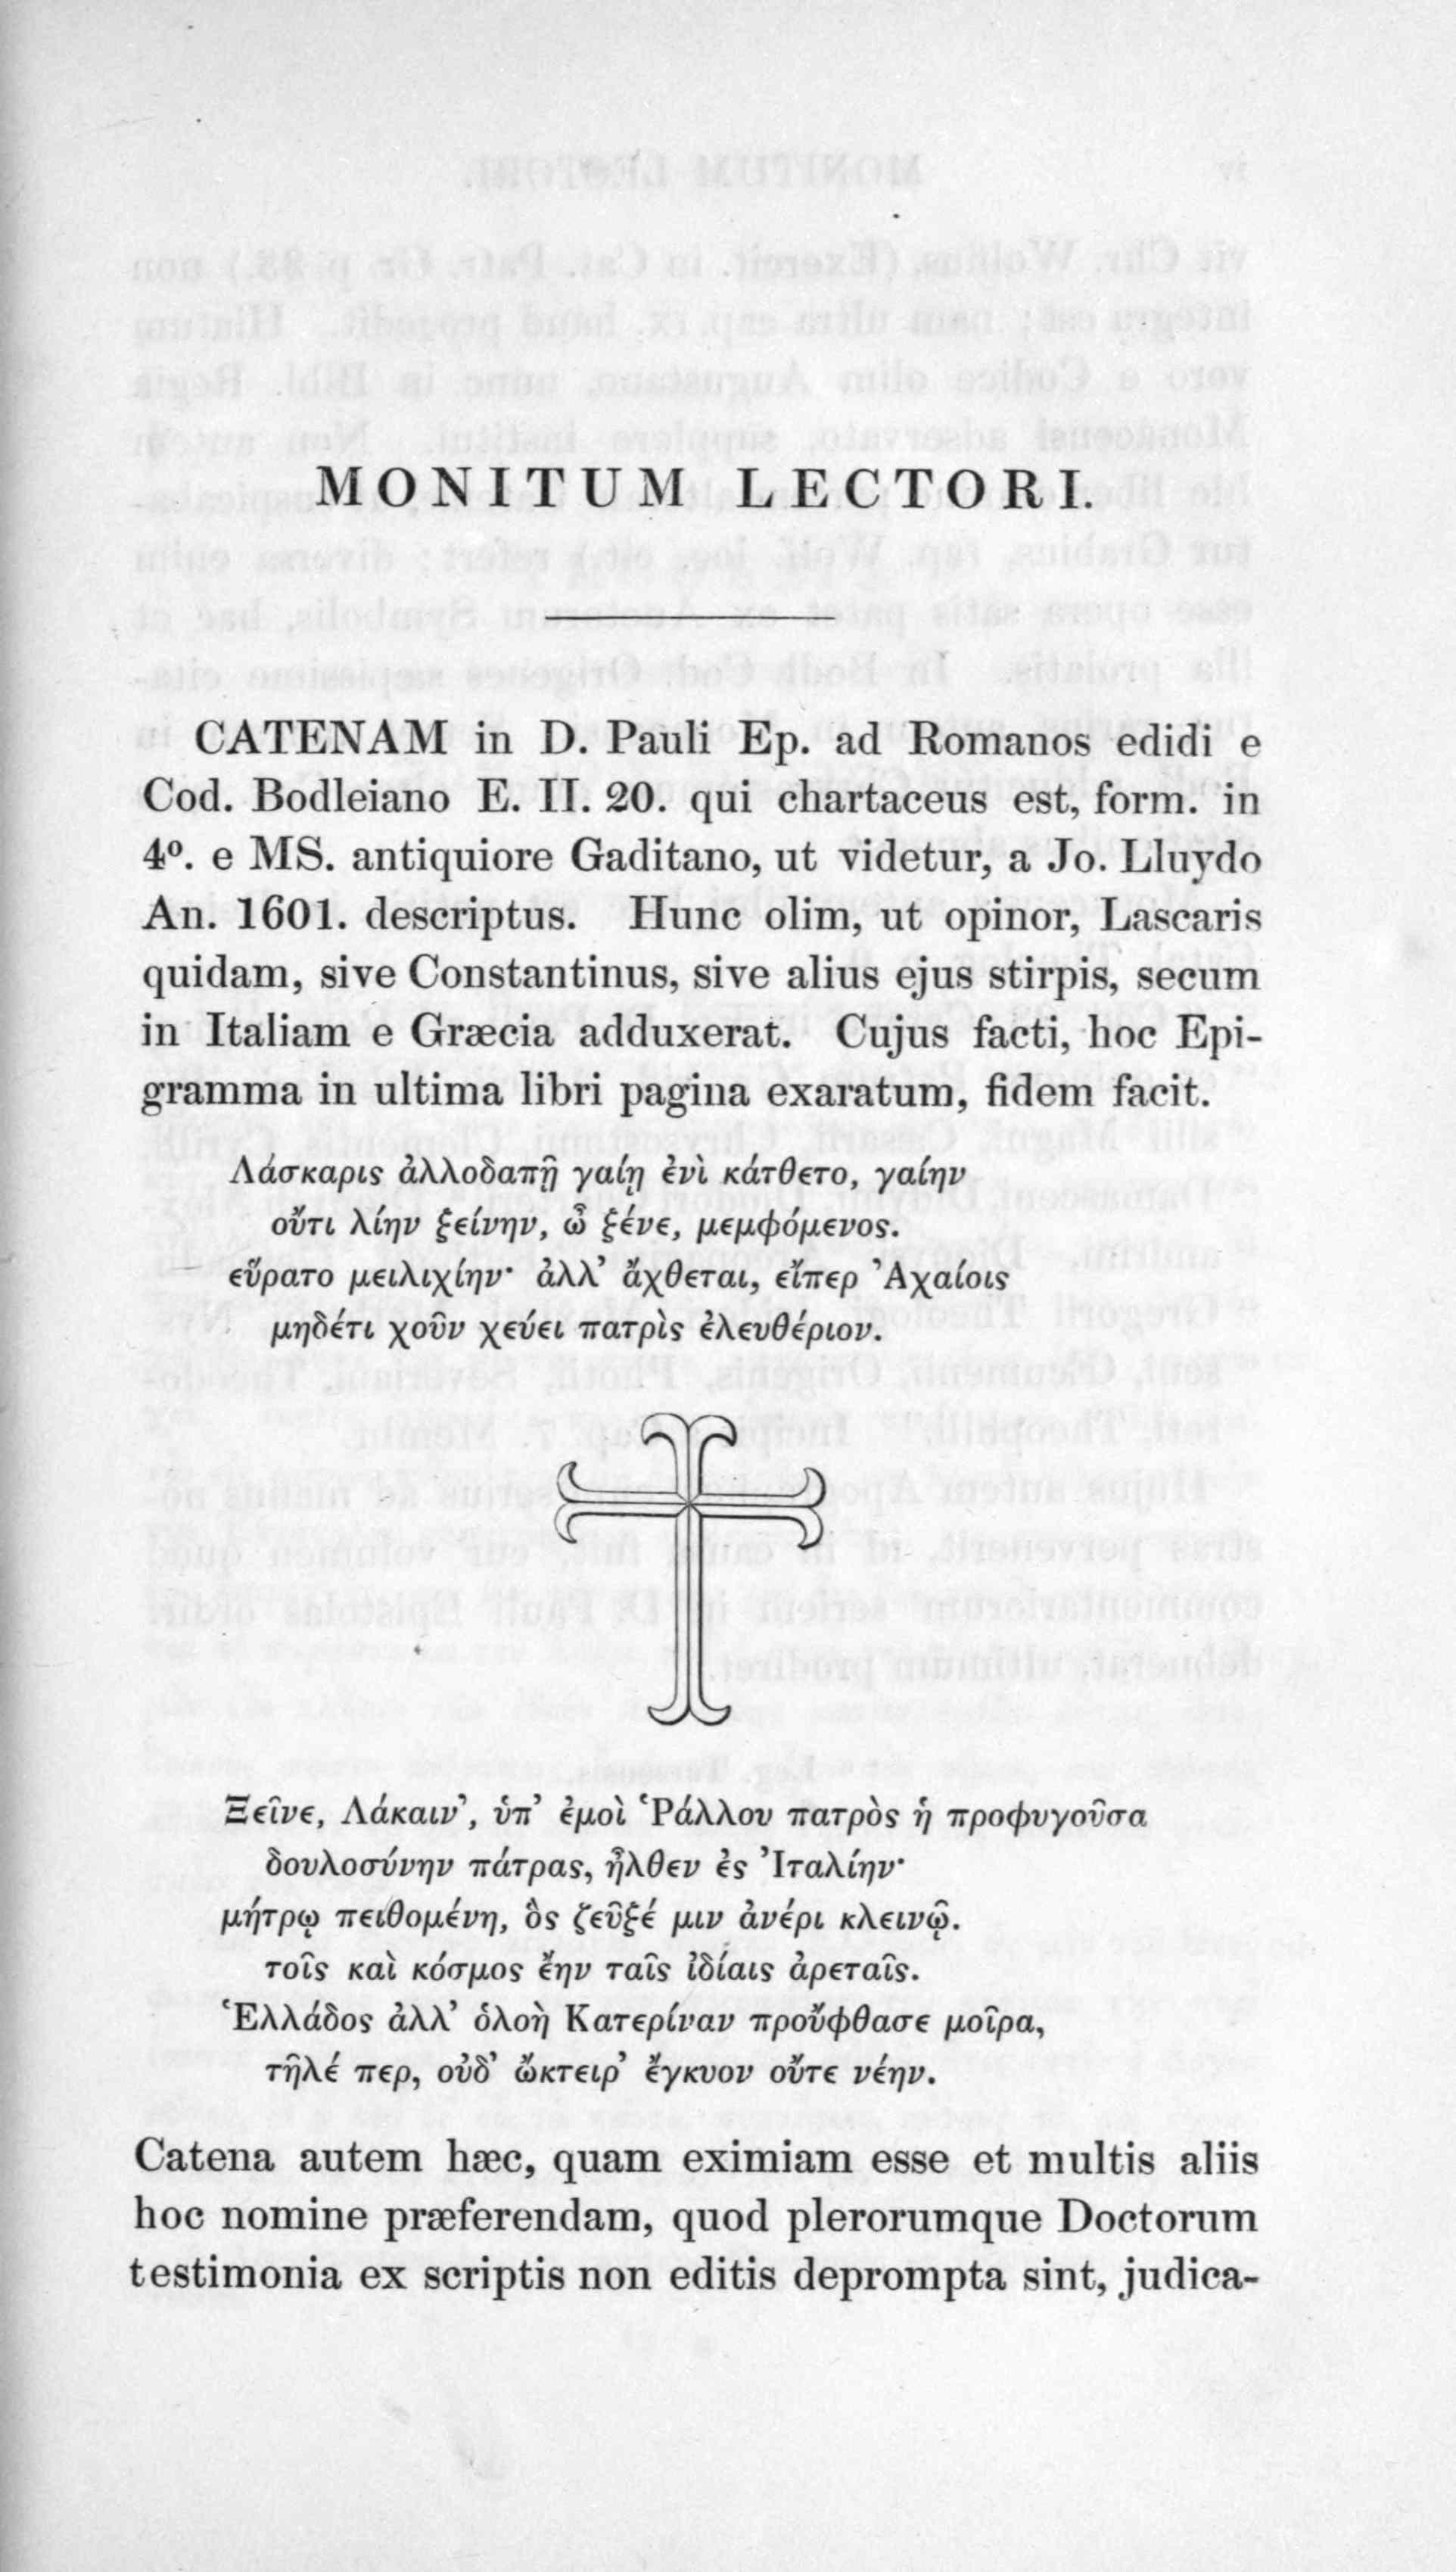 MONITUM LECTORI.
CATENAM in D. Pauli Ep. ad Romanos edidi e
Cod. Bodleiano E. II. 20. qui chartaceus est, form. in
4º. e MS. antiquiore Gaditano, ut videtur, a Jo. Lluydo
An. 1601. descriptus. Hunc olim, ut opinor, Lascaris
quidam, sive Constantinus, sive alius ejus stirpis, secum
in Italiam e Græcia adduxerat. Cujus facti, hoc Epi-
gramma in ultima libri pagina exaratum, fidem facit.
Λάσκαρις ἀλλοδαπῇ γαίῃ ἐνὶ κάτθετο, γαίην
οὔτι λίην ξείνην, ὦ ξένε, μεμφόμενος.
εὕρατο μειλιχίην· ἀλλ’ ἄχθεται, εἴπερ Ἀχαίοις
μηδέτι χοῦν χεύει πατρὶς ἐλευθέριον.
Ξεῖνε, Λάκαιν’, ὑπ’ ἐμοὶ Ῥάλλου πατρὸς ἡ προφυγοῦσα
δουλοσύνην πάτρας, ἦλθεν ἐς Ἰταλίην·
μήτρῳ πειθομένη, ὃς ζεῦξέ μιν ἀνέρι κλεινῷ.
τοῖς καὶ κόσμος ἔην ταῖς ἰδίαις ἀρεταῖς.
Ἑλλάδος ἀλλ’ ὁλοὴ Κατερίναν προὔφθασε μοῖρα,
τῆλέ περ, οὐδ’ ᾤκτειρ’ ἔγκυον οὔτε νέην.
Catena autem hæc, quam eximiam esse et multis aliis
hoc nomine præferendam, quod plerorumque Doctorum
testimonia ex scriptis non editis deprompta sint, judica-